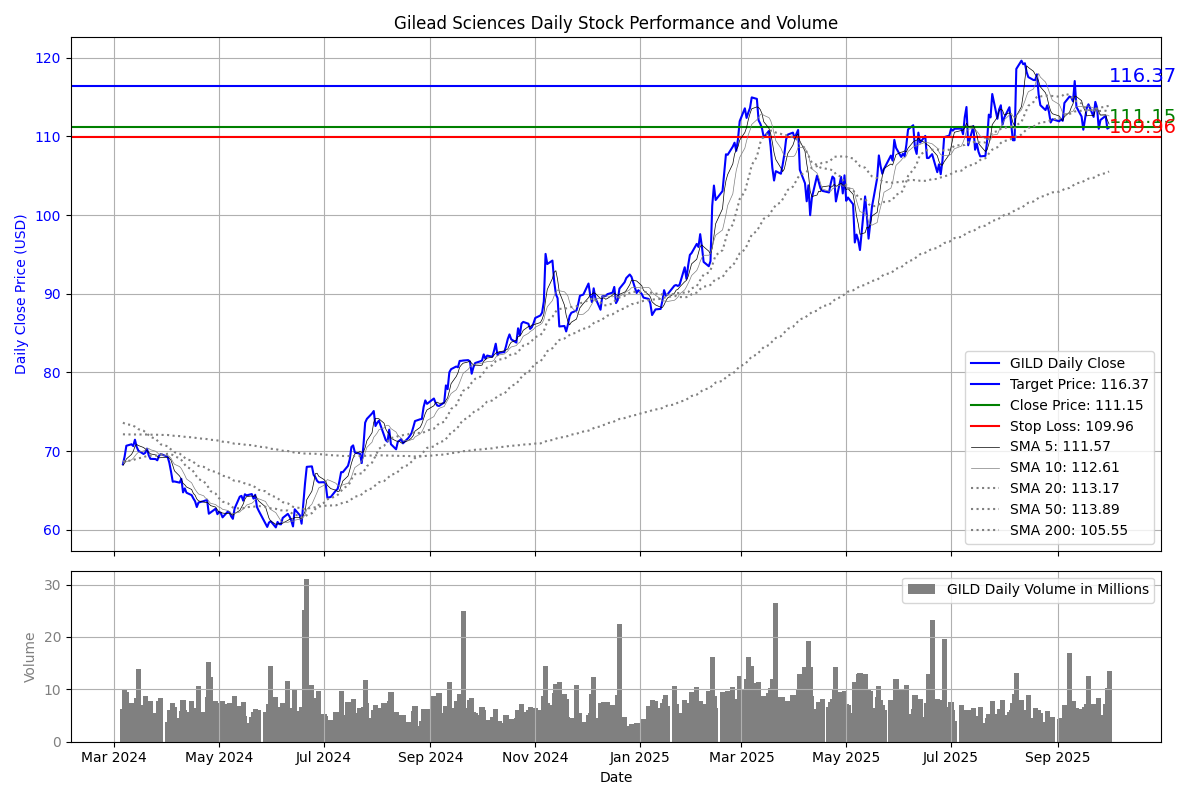 Gilead Sciences Daily Stock Performance and Volume
120
110
100
90
80
70
60
Daily Close Price (USD)
116.37
111.15
109.96
GILD Daily Close
Target Price: 116.37
Close Price: 111.15
Stop Loss: 109.96
SMA 5: 111.57
SMA 10: 112.61
SMA 20: 113.17
SMA 50: 113.89
SMA 200: 105.55
30
20
10
0
Volume
GILD Daily Volume in Millions
Mar 2024 May 2024 Jul 2024 Sep 2024 Nov 2024 Jan 2025 Mar 2025 May 2025 Jul 2025 Sep 2025
Date